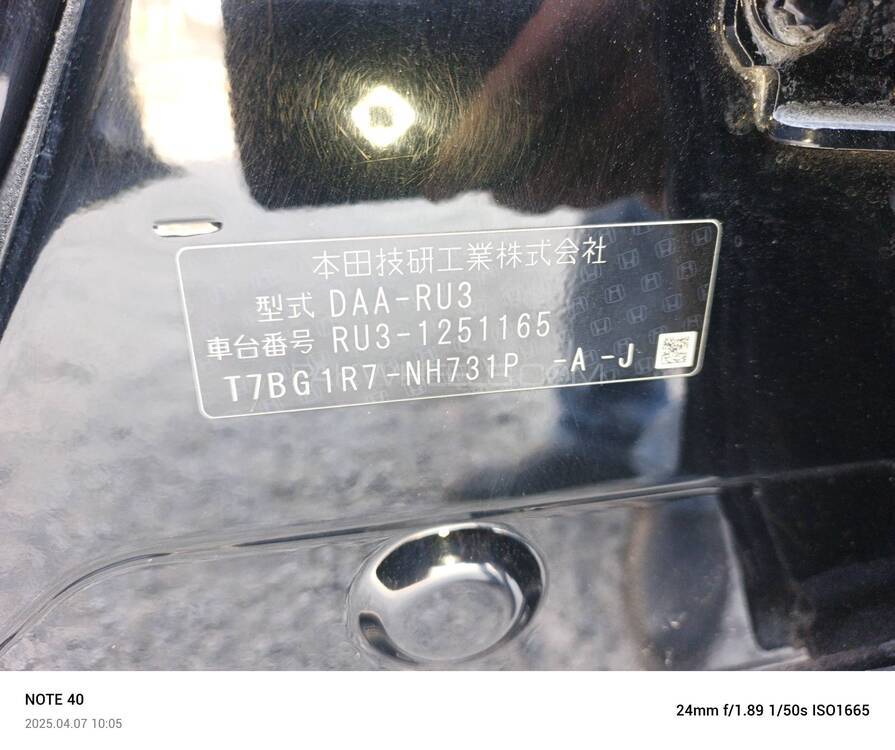 本田技研工業株式会社
型式 DAA-RU3
車台番号 RU3-1251165
T7BG1R7-NH731P -A -J
NOTE 40
2025.04.07 10:05
24mm f/1.89 1/50s ISO1665